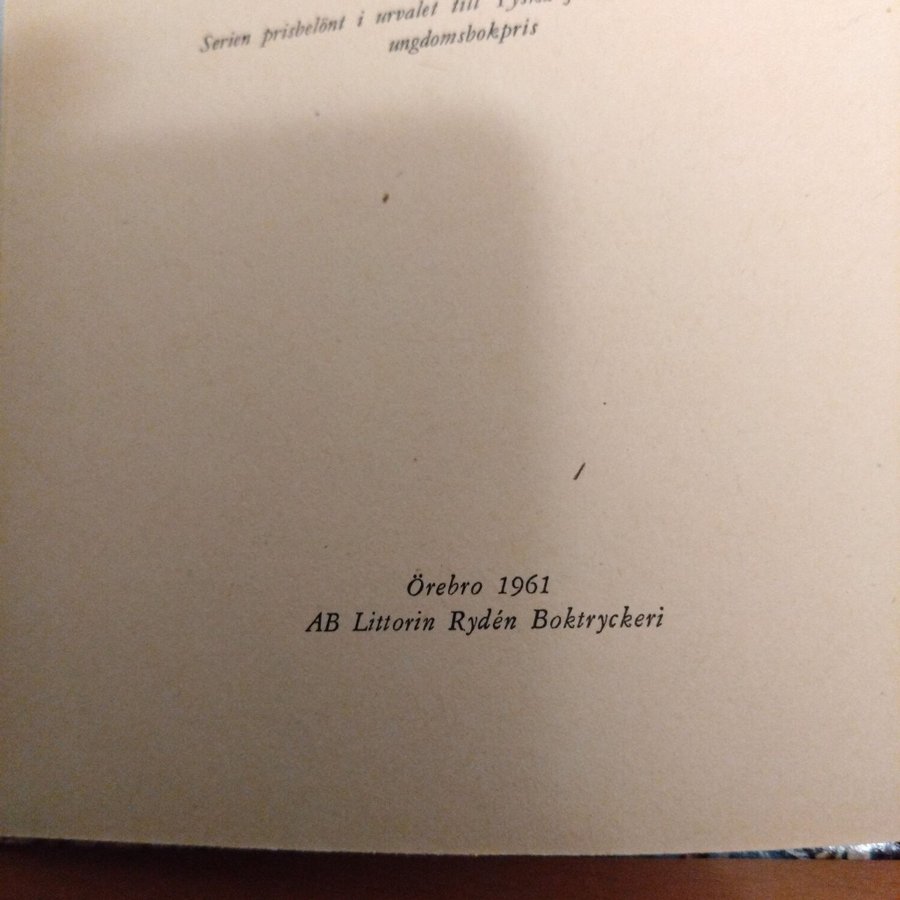 Serien prisbelönt i urvalet till
ungdomsbokpris
Örebro 1961
AB Littorin Rydén Boktryckeri